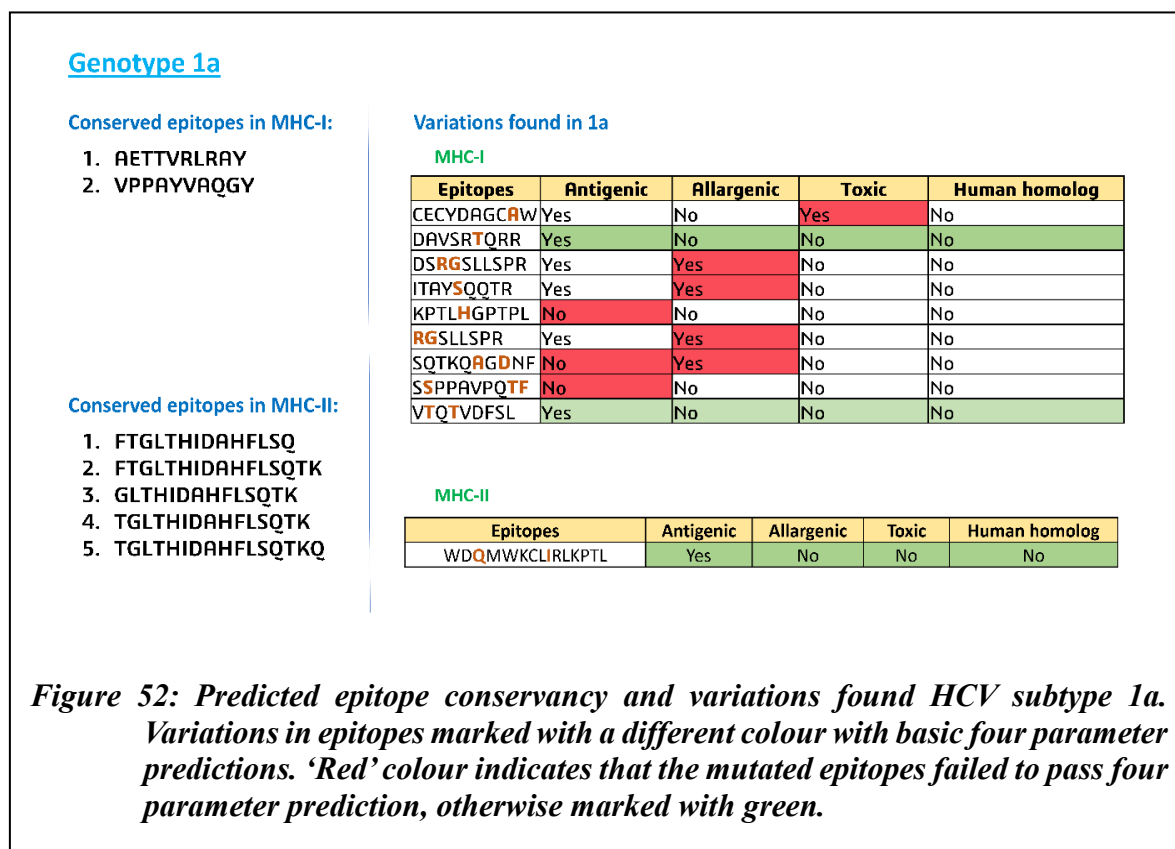 Genotype 1a
Conserved epitopes in MHC-I:
1. AETTVRLRAY
2. VPPAYVAQGY
Conserved epitopes in MHC-II:
1. FTGLTHIDAHFLSQ
2. FTGLTHIDAHFLSQTK
3. GLTHIDAHFLSQTK
4. TGLTHIDAHFLSQTK
5. TGLTHIDAHFLSQTKQ
Variations found in 1a
MHC-I
Epitopes Antigenic Allargenic Toxic Human homolog
CECYDAGCAW Yes No Yes No
DAVSRTQRR Yes No No No
DSRGSLLSPR Yes Yes No No
ITAYSQQTR Yes Yes No No
KPTLHGPTPL No No No No
RGSLLSPR Yes Yes No No
SQTKQAGDNF No Yes No No
SSPPAVPQTF No No No No
VTQTVDFSL Yes No No No
MHC-II
Epitopes Antigenic Allargenic Toxic Human homolog
WDQMWKCLIRLKPTL Yes No No No
Figure 52: Predicted epitope conservancy and variations found HCV subtype 1a.
Variations in epitopes marked with a different colour with basic four parameter
predictions. ‘Red’ colour indicates that the mutated epitopes failed to pass four
parameter prediction, otherwise marked with green.